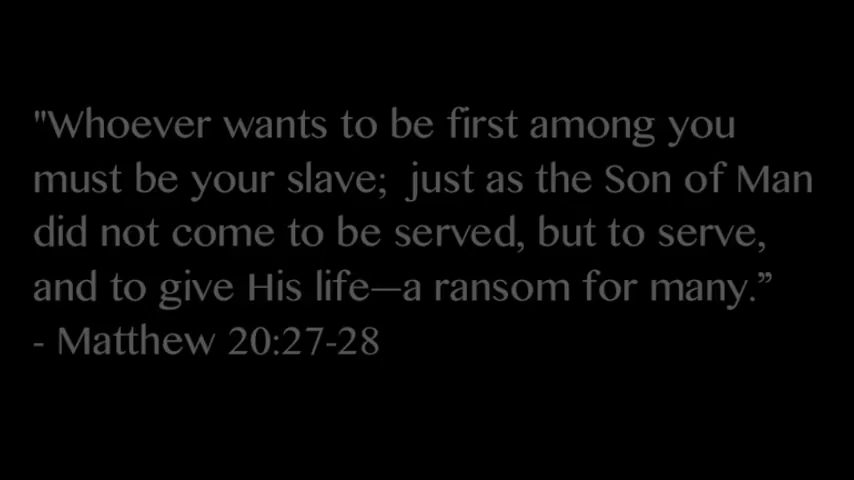 "Whoever wants to be first among you
must be your slave;  just as the Son of Man
did not come to be served, but to serve,
and to give His life—a ransom for many.”
- Matthew 20:27-28